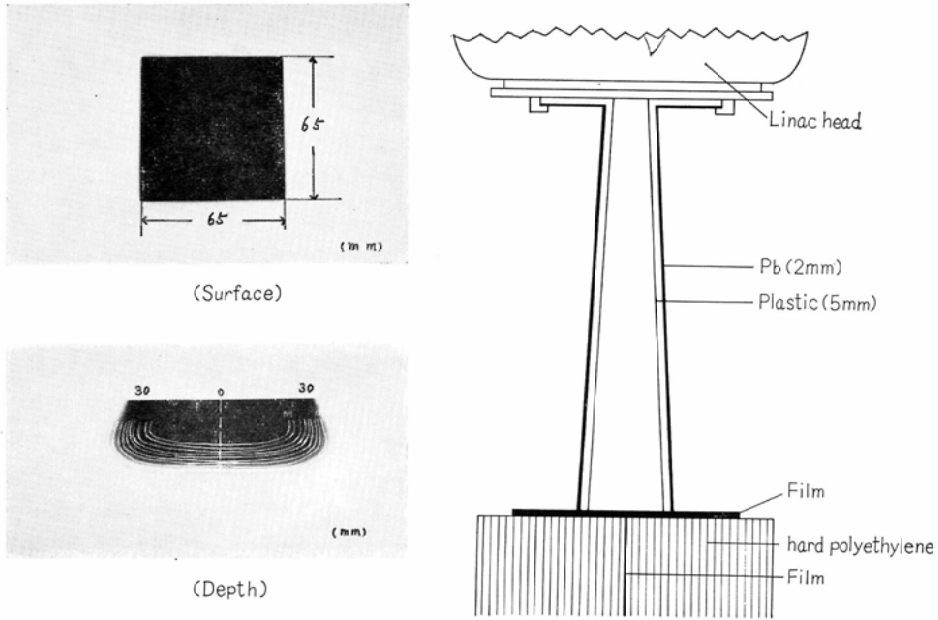 65
65
(mm)
(Surface)
30 0 30
(mm)
(Depth)
Linac head
Pb(2mm)
Plastic(5mm)
Film
hard polyethylene
Film